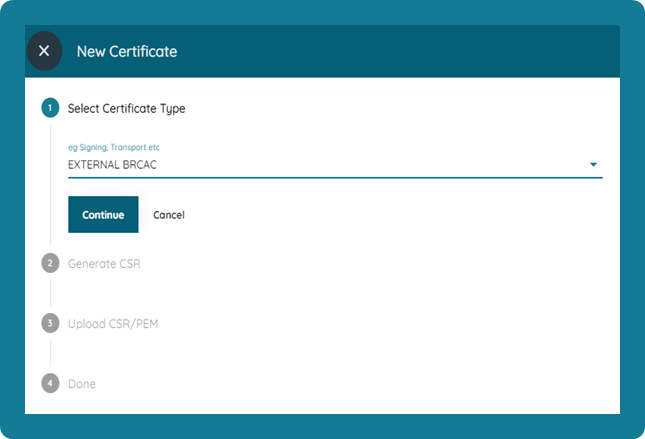 New Certificate
1 Select Certificate Type
eg Signing, Transport etc
EXTERNAL BRCAC
Continue Cancel
2 Generate CSR
3 Upload CSR/PEM
4 Done